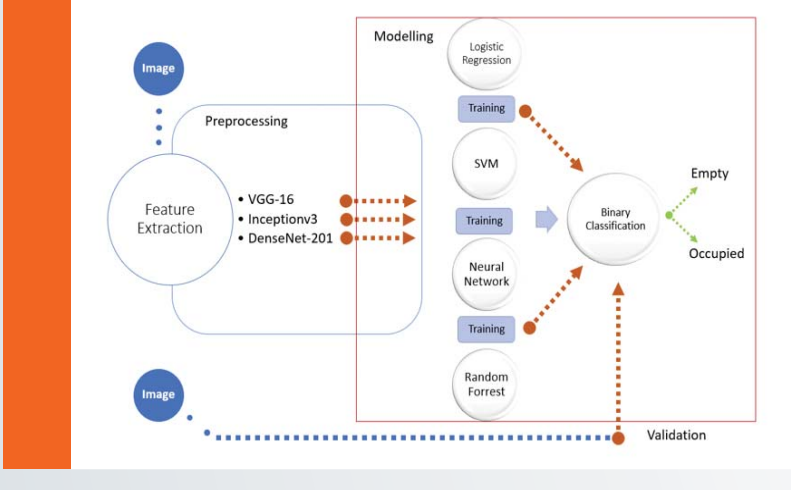 Modelling
Logistic
Regression
Image
Training
Preprocessing
SVM
Feature
Extraction
• VGG-16
• Inceptionv3
• DenseNet-201
Training
Binary
Classification
Empty
Occupied
Neural
Network
Training
Random
Forrest
Image
Validation